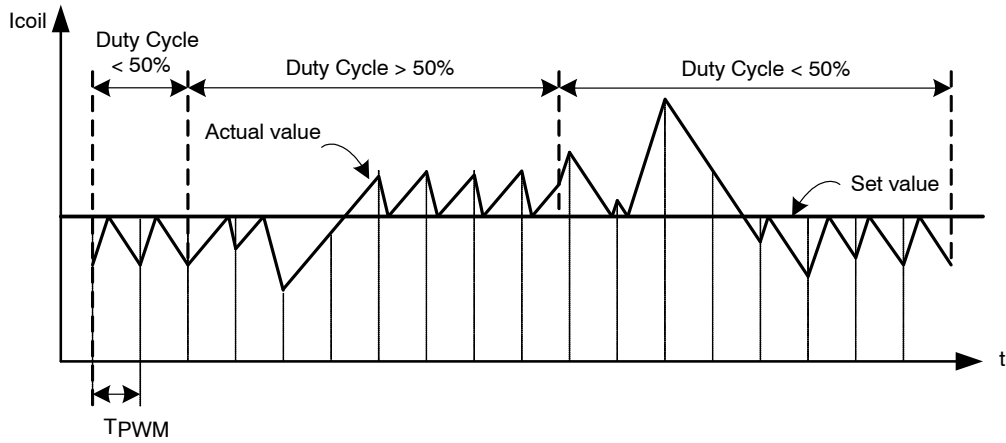 Icoil
Duty Cycle
< 50%
Duty Cycle > 50%
Duty Cycle < 50%
Actual value
Set value
t
TPWM